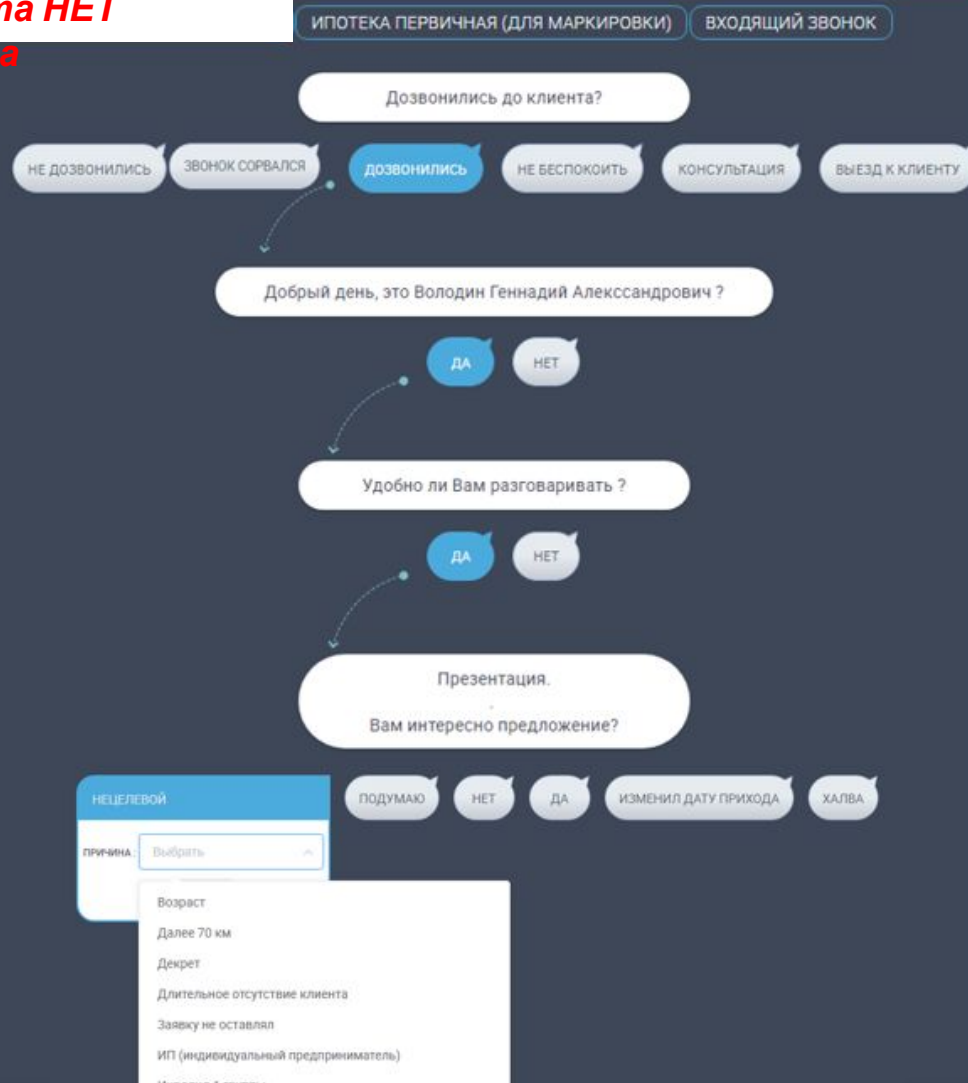 та НЕТ
а
ИПОТЕКА ПЕРВИЧНАЯ (ДЛЯ МАРКИРОВКИ) ВХОДЯЩИЙ ЗВОНОК
Дозвонились до клиента?
НЕ ДОЗВОНИЛИСЬ ЗВОНОК СОРВАЛСЯ ДОЗВОНИЛИСЬ НЕ БЕСПОКОИТЬ КОНСУЛЬТАЦИЯ ВЫЕЗД К КЛИЕНТУ
Добрый день, это Володин Геннадий Алекссандрович ?
ДА НЕТ
Удобно ли Вам разговаривать ?
ДА НЕТ
Презентация.
.
Вам интересно предложение?
НЕЦЕЛЕВОЙ ПОДУМАЮ НЕТ ДА ИЗМЕНИЛ ДАТУ ПРИХОДА ХАЛВА
ПРИЧИНА: Выбрать
Возраст
Далее 70 км
Декрет
Длительное отсутствие клиента
Заявку не оставлял
ИП (индивидуальный предприниматель)